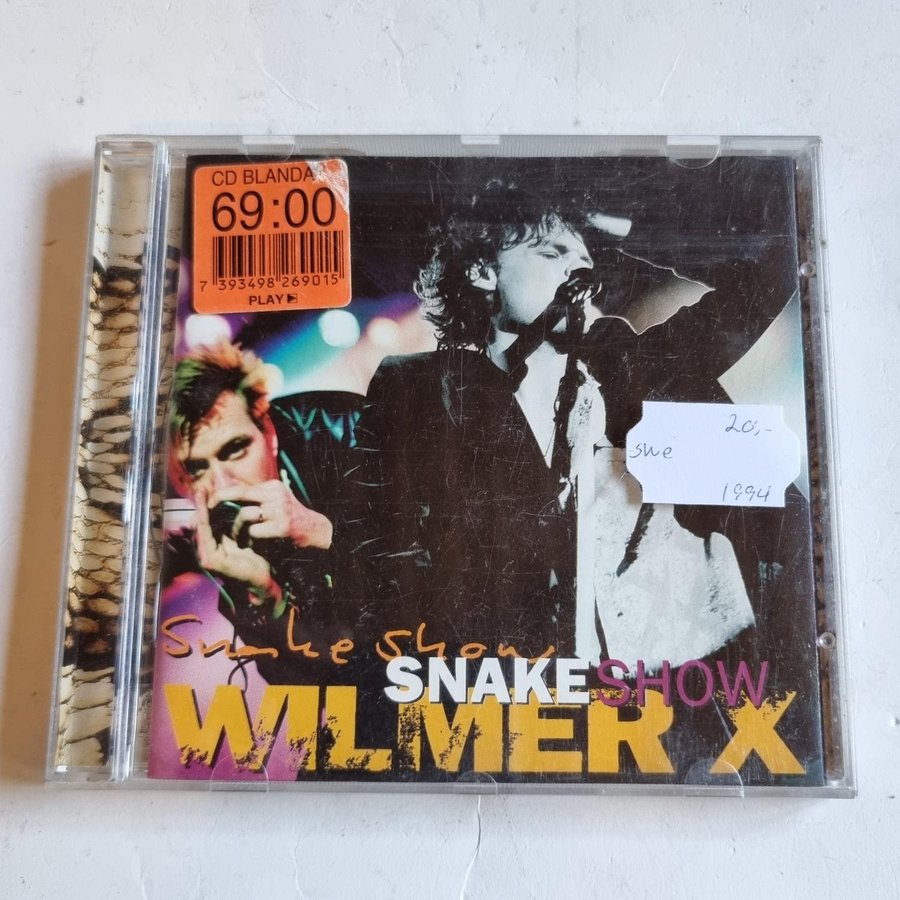 CD BLANDA
69:00
7 393498 269015
PLAY
20,-
swe
1994
Snake show
SNAKESHOW
WILMER X